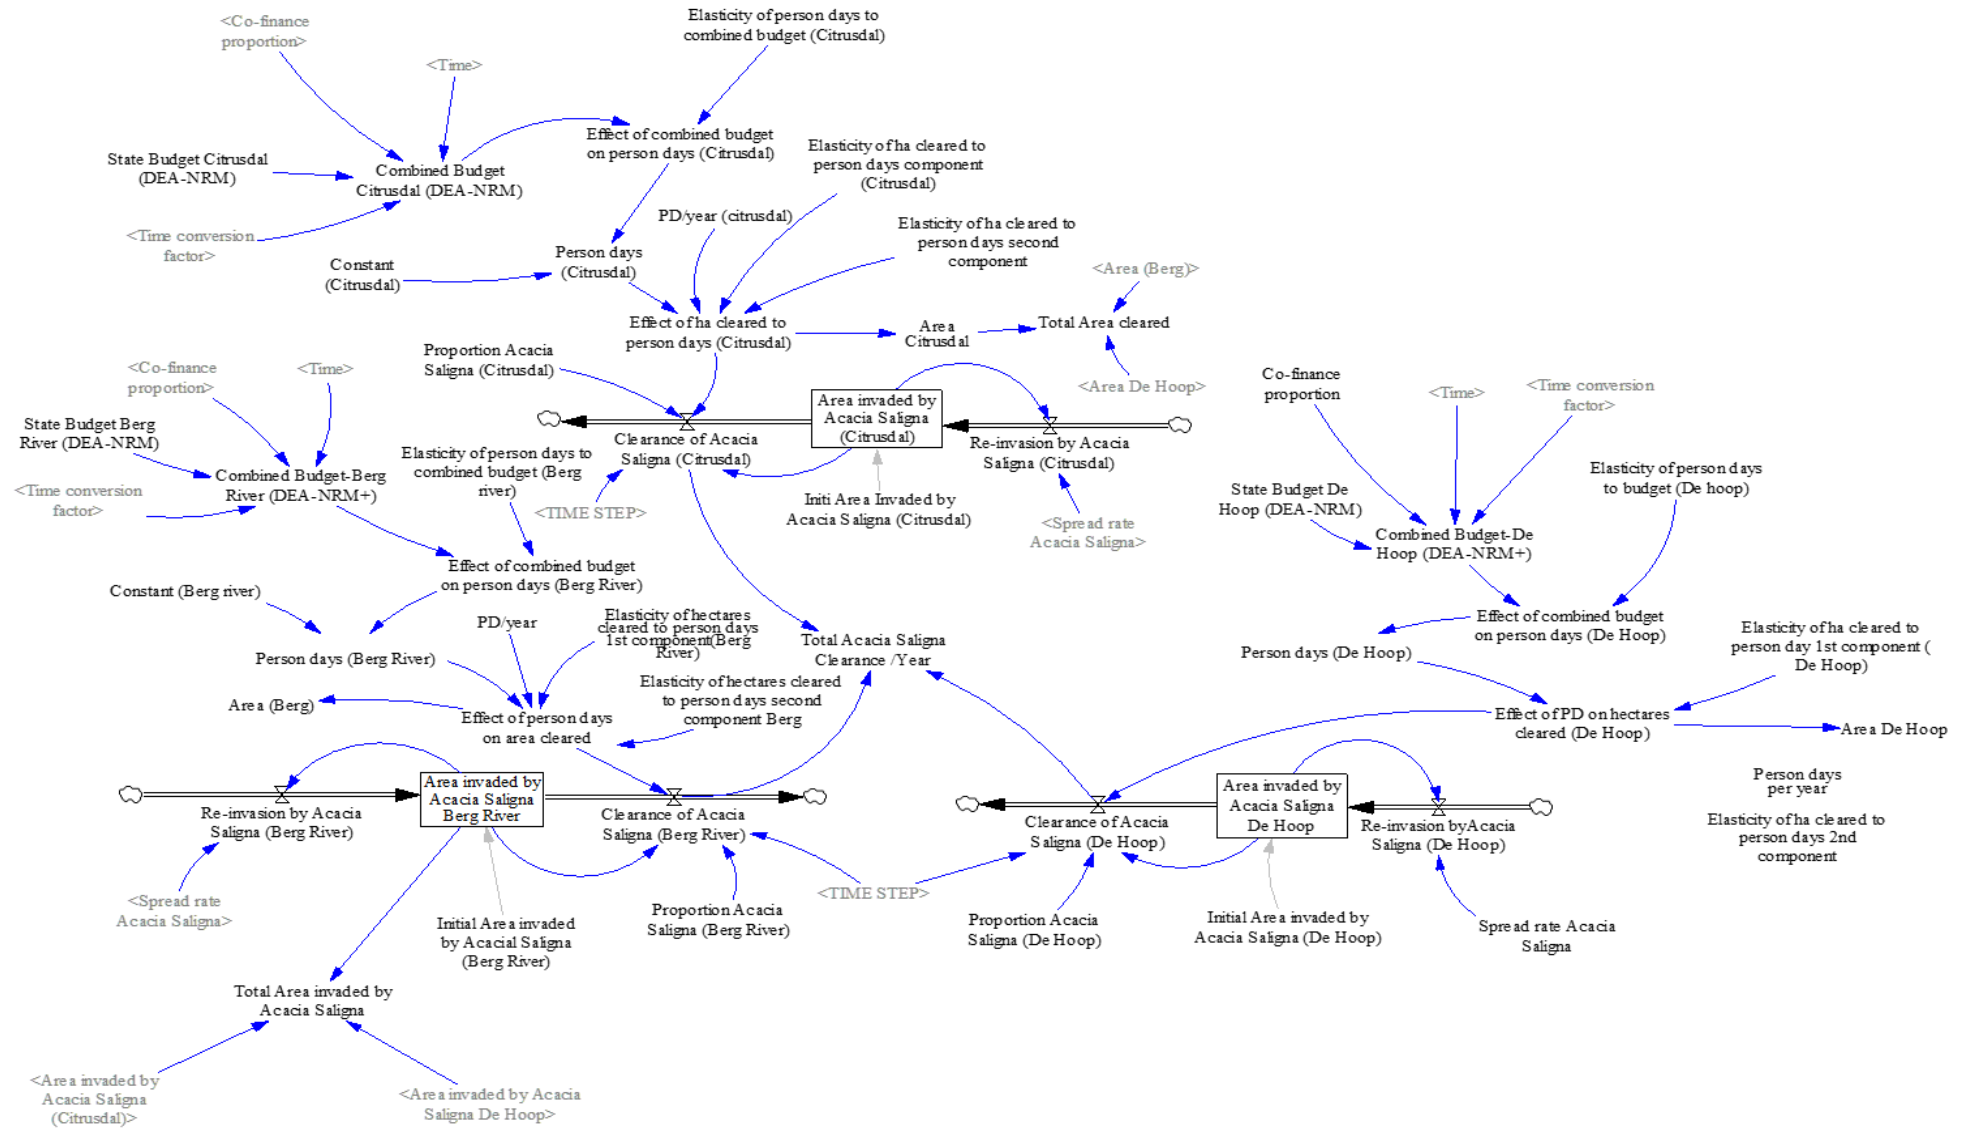 <Co-finance
proportion>
Elasticity of person days to
combined budget (Citrusdal)
<Time>
Effect of combined budget
on person days (Citrusdal)
Elasticity of ha cleared to
person days component
(Citrusdal)
State Budget Citrusdal
(DEA-NRM)
Combined Budget
Citrusdal (DEA-NRM)
PD/year (citrusdal)
Elasticity of ha cleared to
person days second
component
<Time conversion
factor>
Person days
(Citrusdal)
Constant
(Citrusdal)
<Area (Berg)>
Effect of ha cleared to
person days (Citrusdal)
Area
Citrusdal
Total Area cleared
<Area De Hoop>
Proportion Acacia
Saligna (Citrusdal)
<Co-finance
proportion>
<Time>
State Budget Berg
River (DEA-NRM)
Combined Budget-Berg
River (DEA-NRM+)
<Time conversion
factor>
Elasticity of person days to
combined budget (Berg
river)
Clearance of Acacia
Saligna (Citrusdal)
Area invaded by
Acacia Saligna
(Citrusdal)
Re-invasion by Acacia
Saligna (Citrusdal)
<TIME STEP>
Initi Area Invaded by
Acacia Saligna (Citrusdal)
<Spread rate
Acacia Saligna>
Co-finance
proportion
<Time>
<Time conversion
factor>
State Budget De
Hoop (DEA-NRM)
Elasticity of person days
to budget (De hoop)
Combined Budget-De
Hoop (DEA-NRM+)
Effect of combined budget
on person days (Berg River)
Constant (Berg river)
PD/year
Elasticity of hectares
cleared to person days
1st component(Berg
River)
Person days (Berg River)
Total Acacia Saligna
Clearance /Year
Effect of combined budget
on person days (De Hoop)
Person days (De Hoop)
Elasticity of ha cleared to
person day 1st component (
De Hoop)
Area (Berg)
Effect of person days
on area cleared
Elasticity of hectares cleared
to person days second
component Berg
Effect of PD on hectares
cleared (De Hoop)
Area De Hoop
Re-invasion by Acacia
Saligna (Berg River)
Area invaded by
Acacia Saligna
Berg River
Clearance of Acacia
Saligna (Berg River)
Clearance of Acacia
Saligna (De Hoop)
Area invaded by
Acacia Saligna
De Hoop
Re-invasion byAcacia
Saligna (De Hoop)
Person days
per year
Elasticity of ha cleared to
person days 2nd
component
<Spread rate
Acacia Saligna>
Initial Area invaded
by Acacial Saligna
(Berg River)
Proportion Acacia
Saligna (Berg River)
<TIME STEP>
Proportion Acacia
Saligna (De Hoop)
Initial Area invaded by
Acacia Saligna (De Hoop)
Spread rate Acacia
Saligna
Total Area invaded by
Acacia Saligna
<Area invaded by
Acacia Saligna
(Citrusdal)>
<Area invaded by Acacia
Saligna De Hoop>